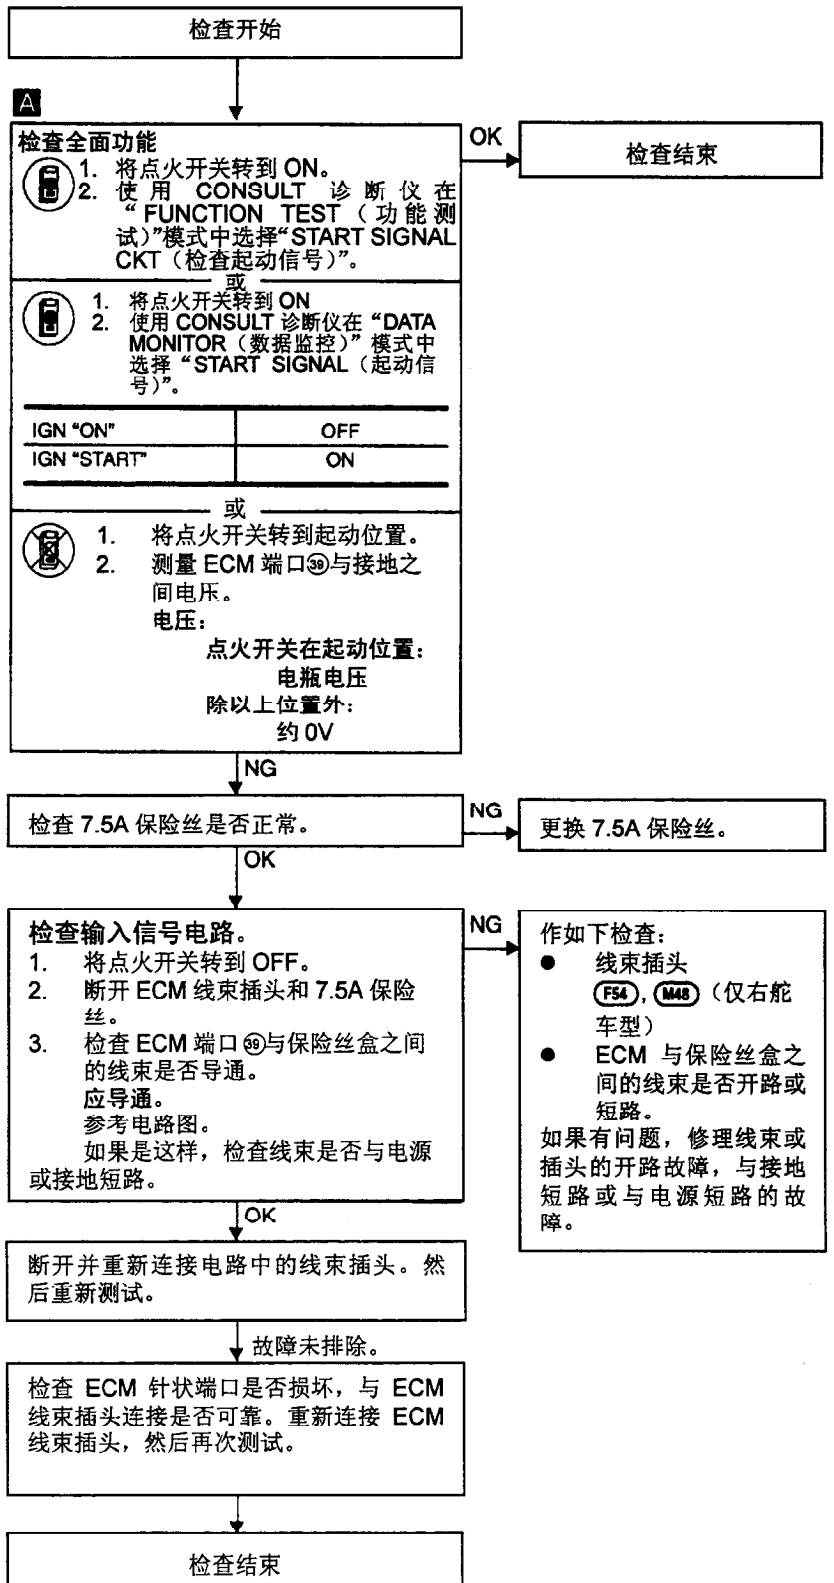 检查开始
A
检查全面功能
1. 将点火开关转到 ON。
2. 使用 CONSULT 诊断仪在
“FUNCTION TEST（功能测
试）”模式中选择“START SIGNAL
CKT（检查起动信号）”。
或
1. 将点火开关转到 ON
2. 使用 CONSULT 诊断仪在 “DATA
MONITOR（数据监控）” 模式中
选择 “START SIGNAL（起动信
号）”。
IGN “ON” OFF
IGN “START” ON
或
1. 将点火开关转到起动位置。
2. 测量 ECM 端口㊴与接地之
间电压。
电压：
点火开关在起动位置：
电瓶电压
除以上位置外：
约 0V
OK
检查结束
NG
检查 7.5A 保险丝是否正常。
NG
更换 7.5A 保险丝。
OK
检查输入信号电路。
1. 将点火开关转到 OFF。
2. 断开 ECM 线束插头和 7.5A 保险
丝。
3. 检查 ECM 端口㊴与保险丝盒之间
的线束是否导通。
应导通。
参考电路图。
如果是这样，检查线束是否与电源
或接地短路。
NG
作如下检查：
● 线束插头
F54, M48（仅右舵
车型）
● ECM 与保险丝盒之
间的线束是否开路或
短路。
如果有问题，修理线束或
插头的开路故障，与接地
短路或与电源短路的故
障。
OK
断开并重新连接电路中的线束插头。然
后重新测试。
故障未排除。
检查 ECM 针状端口是否损坏，与 ECM
线束插头连接是否可靠。重新连接 ECM
线束插头，然后再次测试。
检查结束